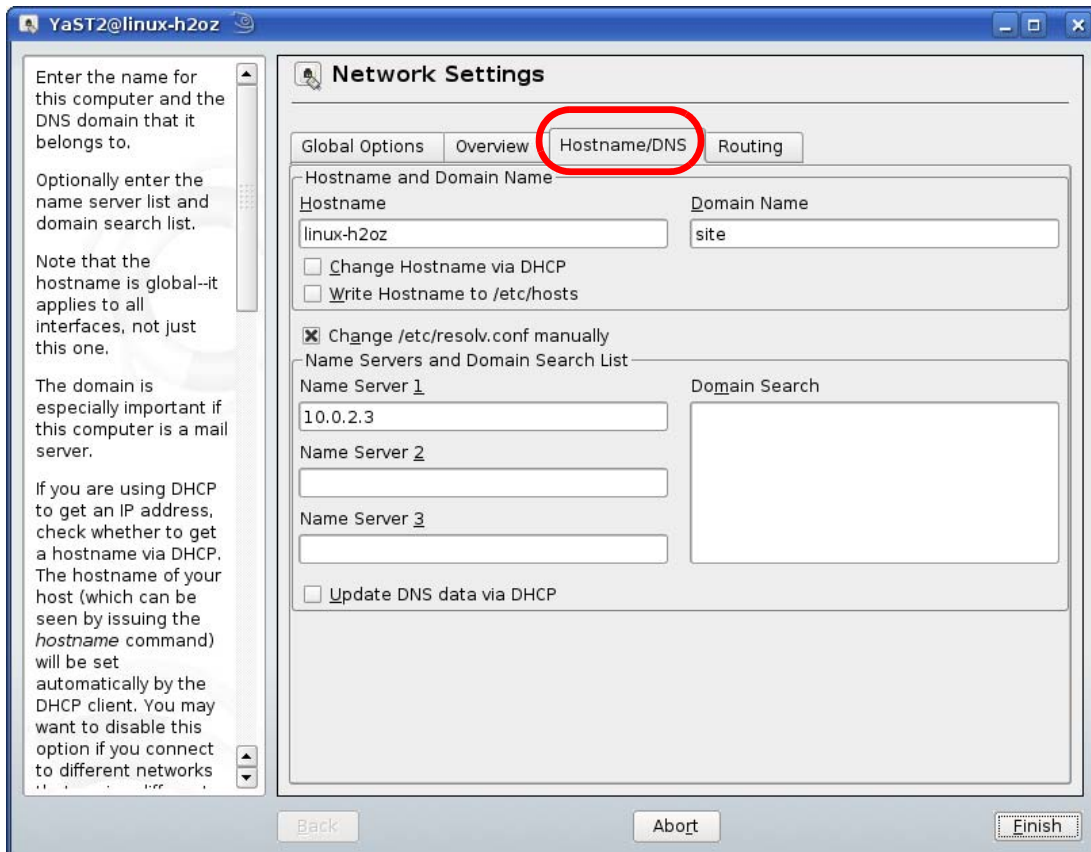 YaST2@linux-h2oz
Enter the name for
this computer and the
DNS domain that it
belongs to.
Optionally enter the
name server list and
domain search list.
Note that the
hostname is global--it
applies to all
interfaces, not just
this one.
The domain is
especially important if
this computer is a mail
server.
If you are using DHCP
to get an IP address,
check whether to get
a hostname via DHCP.
The hostname of your
host (which can be
seen by issuing the
hostname command)
will be set
automatically by the
DHCP client. You may
want to disable this
option if you connect
to different networks
Network Settings
Global Options Overview Hostname/DNS Routing
Hostname and Domain Name
Hostname Domain Name
linux-h2oz site
Change Hostname via DHCP
Write Hostname to /etc/hosts
Change /etc/resolv.conf manually
Name Servers and Domain Search List
Name Server 1 Domain Search
10.0.2.3
Name Server 2
Name Server 3
Update DNS data via DHCP
Back Abort Finish